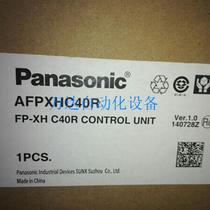 Panasonic
AFPXHC40R
FP-XH C40R CONTROL UNIT
Ver.1.0
140728Z
1PCS.
Panasonic Industrial Devices SUNX Suzhou Co., Ltd.
Made in China